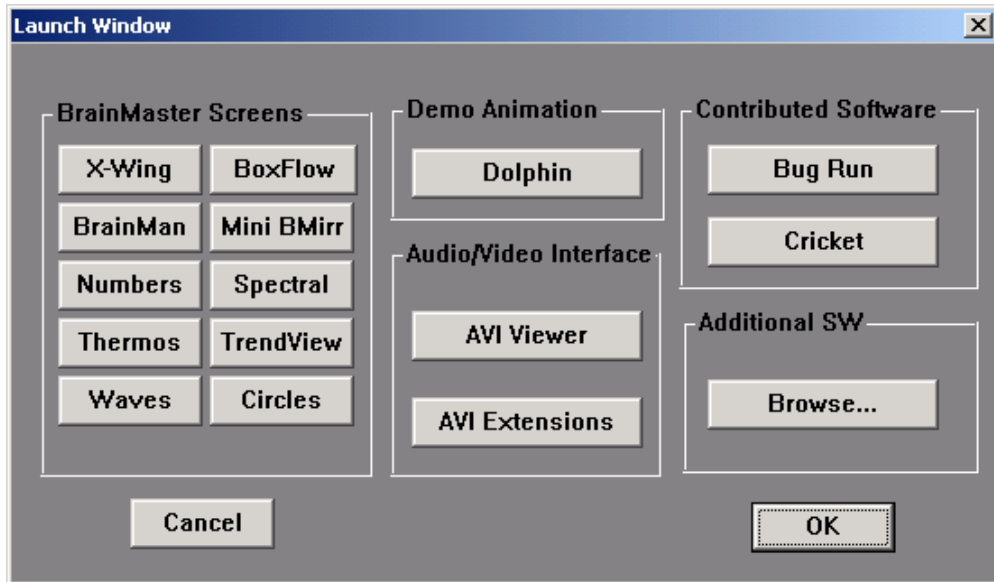 Launch Window
BrainMaster Screens
X-Wing
BoxFlow
BrainMan
Mini BMirr
Numbers
Spectral
Thermos
TrendView
Waves
Circles
Demo Animation
Dolphin
Audio/Video Interface
AVI Viewer
AVI Extensions
Contributed Software
Bug Run
Cricket
Additional SW
Browse...
Cancel
OK